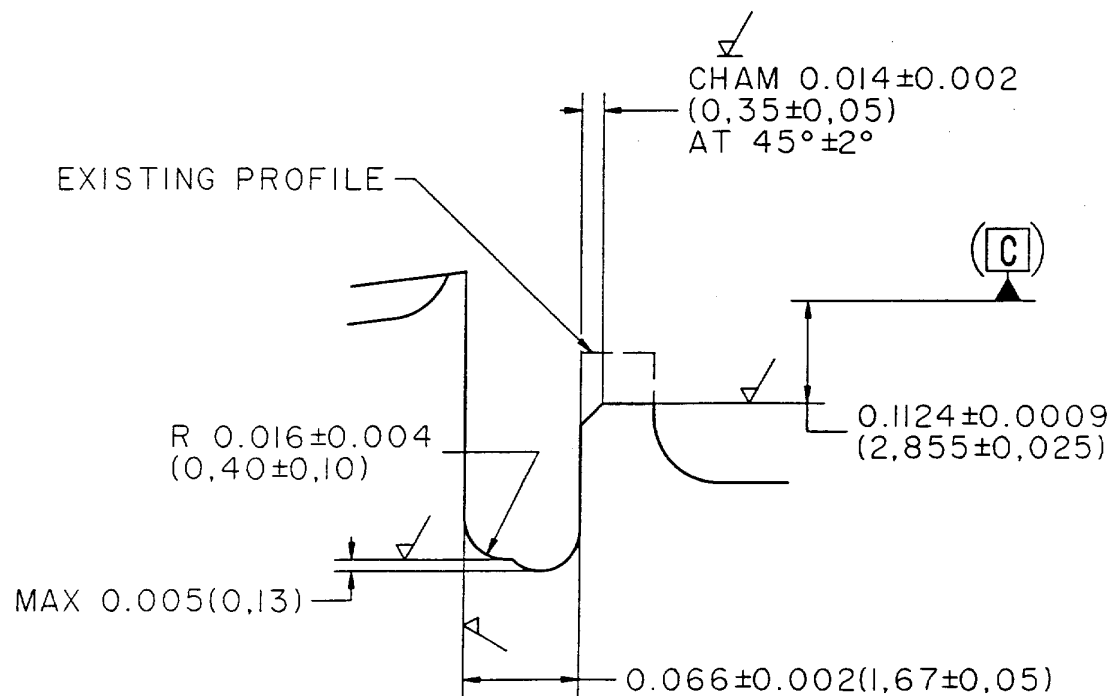 CHAM 0.014±0.002
(0,35±0,05)
AT 45°±2°
EXISTING PROFILE
(C)
0.1124±0.0009
(2,855±0,025)
R 0.016±0.004
(0,40±0,10)
MAX 0.005(0,13)
0.066±0.002(1,67±0,05)